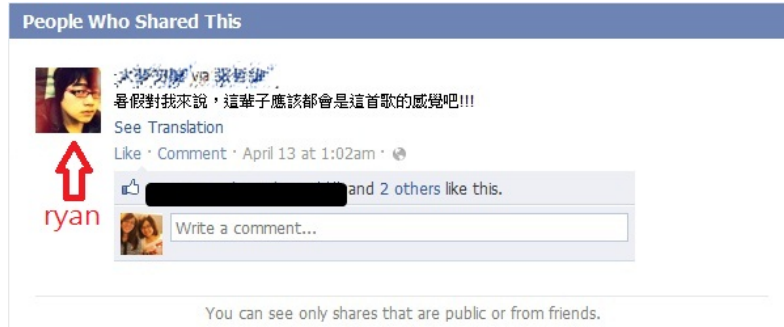 People Who Shared This
via
暑假對我來說，這輩子應該都會是這首歌的感覺吧!!!
See Translation
Like · Comment · April 13 at 1:02am ·
and 2 others like this.
ryan
Write a comment...
You can see only shares that are public or from friends.